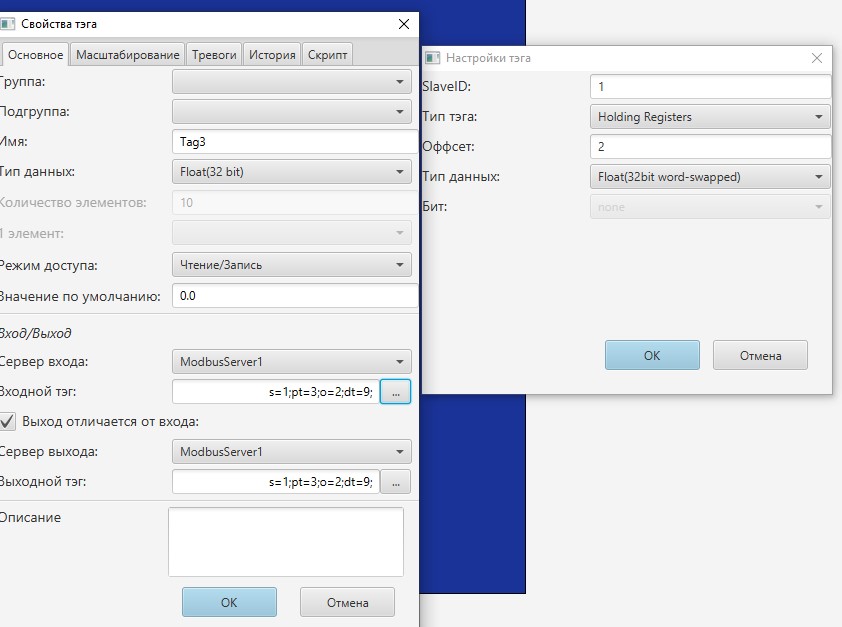 Свойства тэга
Основное Масштабирование Тревоги История Скрипт
Группа:
Подгруппа:
Имя: Tag3
Тип данных: Float(32 bit)
Количество элементов: 10
1 элемент:
Режим доступа: Чтение/Запись
Значение по умолчанию: 0.0
Вход/Выход
Сервер входа: ModbusServer1
Входной тэг: s=1;pt=3;o=2;dt=9; ...
Выход отличается от входа:
Сервер выхода: ModbusServer1
Выходной тэг: s=1;pt=3;o=2;dt=9; ...
Описание
OK Отмена
Настройки тэга
SlaveID: 1
Тип тэга: Holding Registers
Оффсет: 2
Тип данных: Float(32bit word-swapped)
Бит: none
OK Отмена